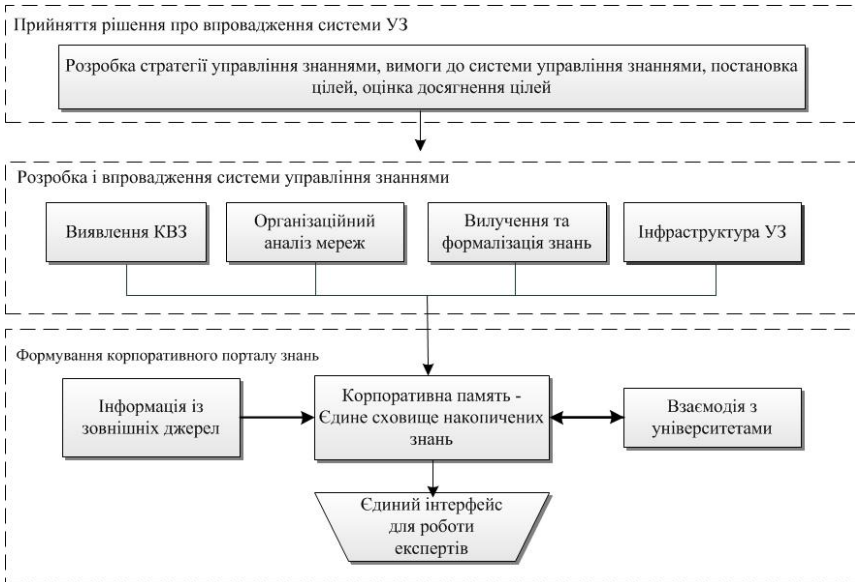 Прийняття рішення про впровадження системи УЗ
Розробка стратегії управління знаннями, вимоги до системи управління знаннями, постановка
цілей, оцінка досягнення цілей
Розробка і впровадження системи управління знаннями
Виявлення КВЗ
Організаційний
аналіз мереж
Вилучення та
формалізація знань
Інфраструктура УЗ
Формування корпоративного порталу знань
Інформація із
зовнішніх джерел
Корпоративна память -
Єдине сховище накопичених
знань
Взаємодія з
університетами
Єдиний інтерфейс
для роботи
експертів